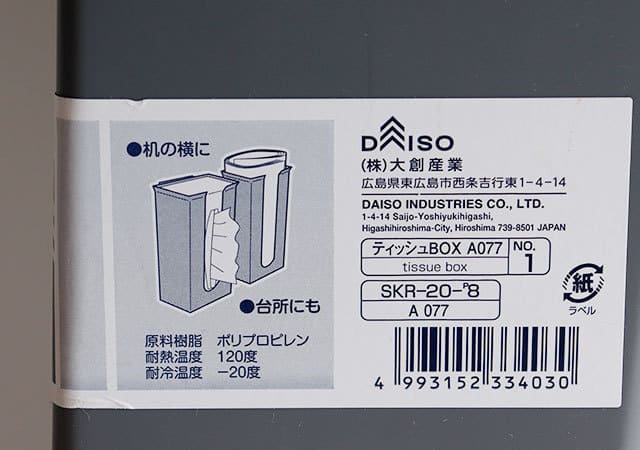 ●机の横に
●台所にも
原料樹脂 ポリプロピレン
耐熱温度 120度
耐冷温度 −20度
DAISO
(株)大創産業
広島県東広島市西条吉行東1-4-14
DAISO INDUSTRIES CO., LTD.
1-4-14 Saijo-Yoshiyukihigashi,
Higashihiroshima-City, Hiroshima 739-8501 JAPAN
ティッシュBOX A077 NO. 1
tissue box
SKR-20-P8
A 077
紙
ラベル
4 993152 334030